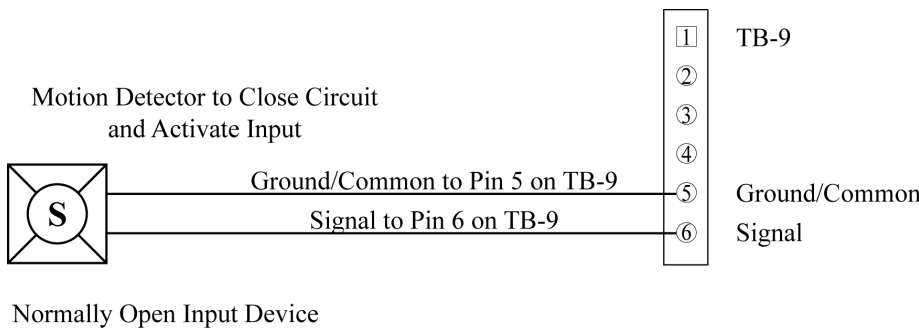 1 TB-9
2
Motion Detector to Close Circuit
3
and Activate Input
4
Ground/Common to Pin 5 on TB-9
5 Ground/Common
S
Signal to Pin 6 on TB-9
6 Signal
Normally Open Input Device